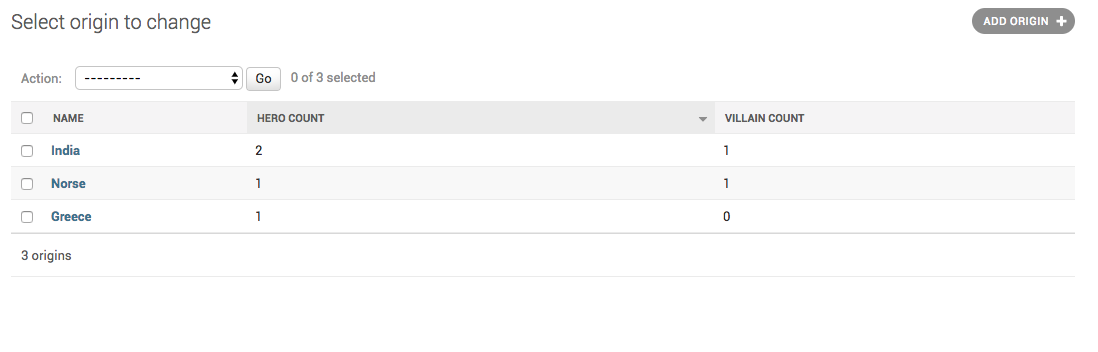 Select origin to change
ADD ORIGIN +
Action: --------- Go 0 of 3 selected
NAME HERO COUNT VILLAIN COUNT
India 2 1
Norse 1 1
Greece 1 0
3 origins